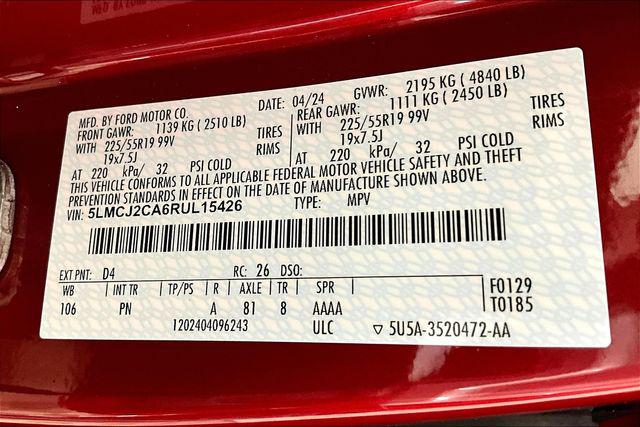 MFD. BY FORD MOTOR CO. DATE: 04/24 GVWR: 2195 KG ( 4840 LB)
FRONT GAWR: 1139 KG ( 2510 LB) REAR GAWR: 1111 KG ( 2450 LB)
WITH 225/55R19 99V TIRES WITH 225/55R19 99V TIRES
19x7.5J RIMS 19x7.5J RIMS
AT 220 kPa/ 32 PSI COLD AT 220 kPa/ 32 PSI COLD
THIS VEHICLE CONFORMS TO ALL APPLICABLE FEDERAL MOTOR VEHICLE SAFETY AND THEFT
PREVENTION STANDARDS IN EFFECT ON THE DATE OF MANUFACTURE SHOWN ABOVE.
VIN: 5LMCJ2CA6RUL15426 TYPE: MPV
EXT PNT: D4 RC: 26 DSO:
WB INT TR TP/PS R AXLE TR SPR F0129
106 PN A 81 8 AAAA T0185
1202404096243 ULC ▽ 5U5A-3520472-AA